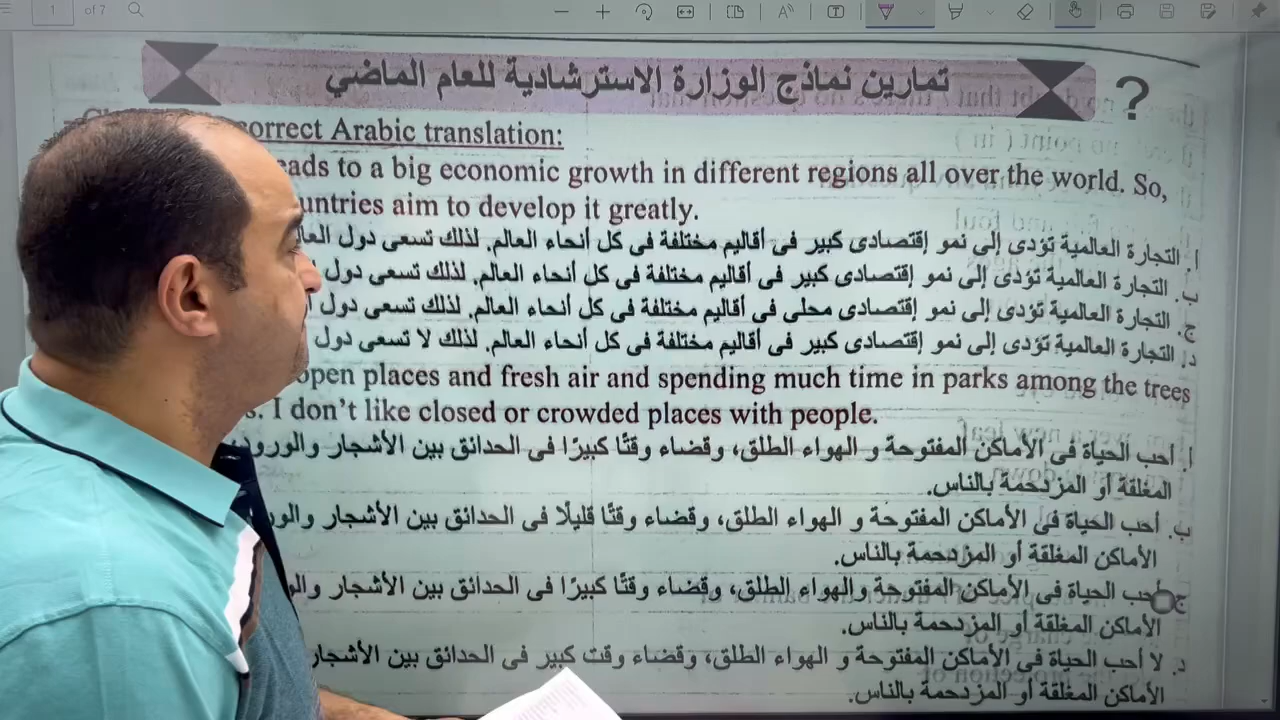 1 of 7
تمارين نماذج الوزارة الاسترشادية للعام الماضي ?
correct Arabic translation:
to a big economic growth in different regions all over the world. So,
aim to develop it greatly.
أ. التجارة العالمية تؤدى إلى نمو إقتصادى كبير فى أقاليم مختلفة فى كل أنحاء العالم. لذلك تسعى دول
ب. التجارة العالمية تؤدى إلى نمو إقتصادى كبير فى أقاليم مختلفة فى كل أنحاء العالم. لذلك تسعى دول
ج. التجارة العالمية تؤدى إلى نمو إقتصادى محلى فى أقاليم مختلفة فى كل أنحاء العالم. لذلك تسعى دول
د. التجارة العالمية تؤدى إلى نمو إقتصادى كبير فى أقاليم مختلفة فى كل أنحاء العالم. لذلك لا تسعى دول
open places and fresh air and spending much time in parks among the trees
I don't like closed or crowded places with people.
أ. أحب الحياة فى الأماكن المفتوحة و الهواء الطلق، وقضاء وقتًا كبيرًا فى الحدائق بين الأشجار والورود
المغلقة أو المزدحمة بالناس.
ب. أحب الحياة فى الأماكن المفتوحة و الهواء الطلق، وقضاء وقتًا قليلًا فى الحدائق بين الأشجار
الأماكن المغلقة أو المزدحمة بالناس.
ج. أحب الحياة فى الأماكن المفتوحة والهواء الطلق، وقضاء وقتًا كبيرًا فى الحدائق بين الأشجار
الأماكن المغلقة أو المزدحمة بالناس.
د. لا أحب الحياة فى الأماكن المفتوحة و الهواء الطلق، وقضاء وقت كبير فى الحدائق بين الأشجار
الأماكن المغلقة أو المزدحمة بالناس.